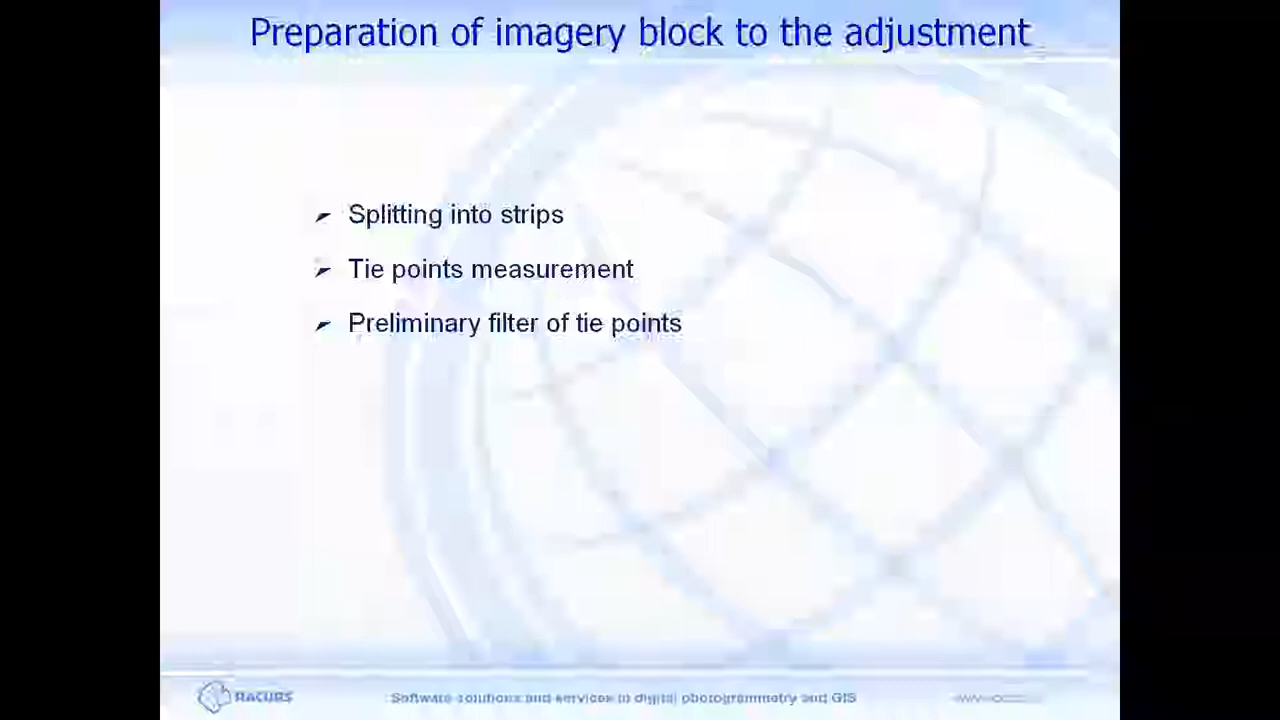 Preparation of imagery block to the adjustment
Splitting into strips
Tie points measurement
Preliminary filter of tie points
RACURS
Software solutions and services in digital photogrammetry and GIS